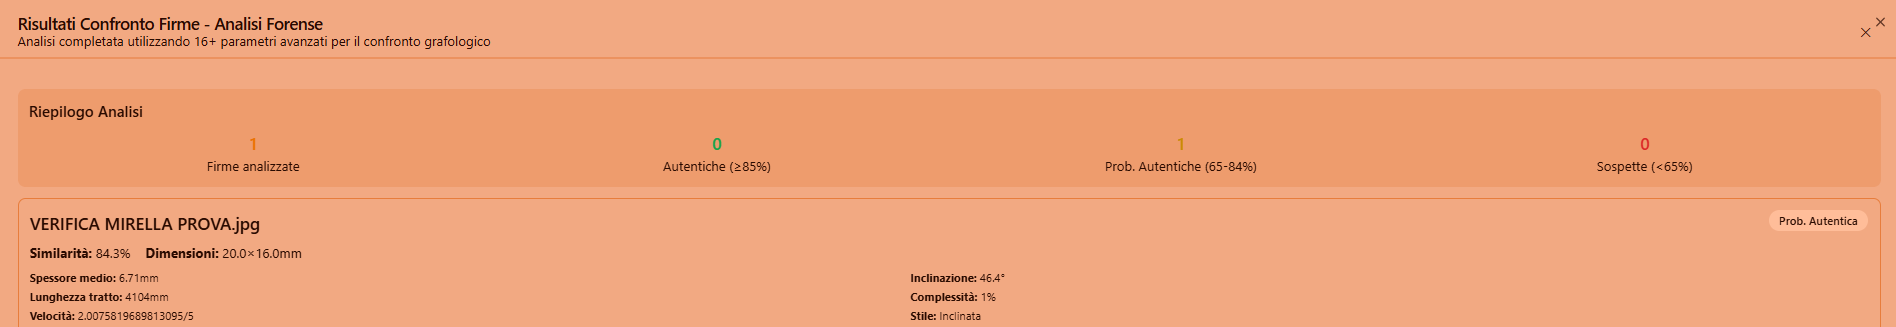 Risultati Confronto Firme - Analisi Forense
Analisi completata utilizzando 16+ parametri avanzati per il confronto grafologico
Riepilogo Analisi
1
Firme analizzate
0
Autentiche (≥85%)
1
Prob. Autentiche (65-84%)
0
Sospette (<65%)
VERIFICA MIRELLA PROVA.jpg
Prob. Autentica
Similarità: 84.3% Dimensioni: 20.0×16.0mm
Spessore medio: 6.71mm
Inclinazione: 46.4°
Lunghezza tratto: 4104mm
Complessità: 1%
Velocità: 2.0075819689813095/5
Stile: Inclinata